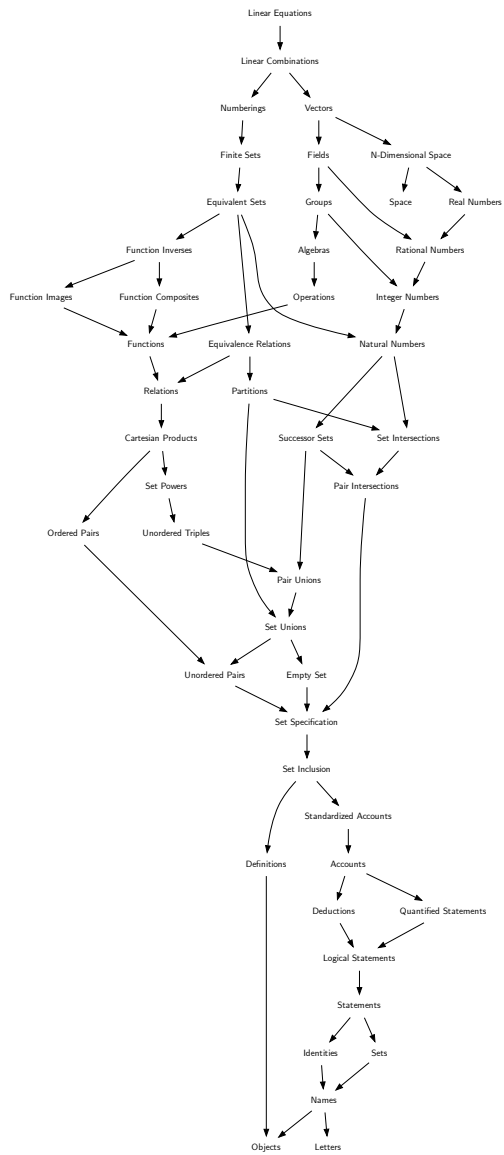 Linear Equations
Linear Combinations
Numberings
Vectors
Finite Sets
Fields
N-Dimensional Space
Equivalent Sets
Groups
Space
Real Numbers
Function Inverses
Algebras
Rational Numbers
Function Images
Function Composites
Operations
Integer Numbers
Functions
Equivalence Relations
Natural Numbers
Relations
Partitions
Cartesian Products
Successor Sets
Set Intersections
Set Powers
Pair Intersections
Ordered Pairs
Unordered Triples
Pair Unions
Set Unions
Unordered Pairs
Empty Set
Set Specification
Set Inclusion
Standardized Accounts
Definitions
Accounts
Deductions
Quantified Statements
Logical Statements
Statements
Identities
Sets
Names
Objects
Letters